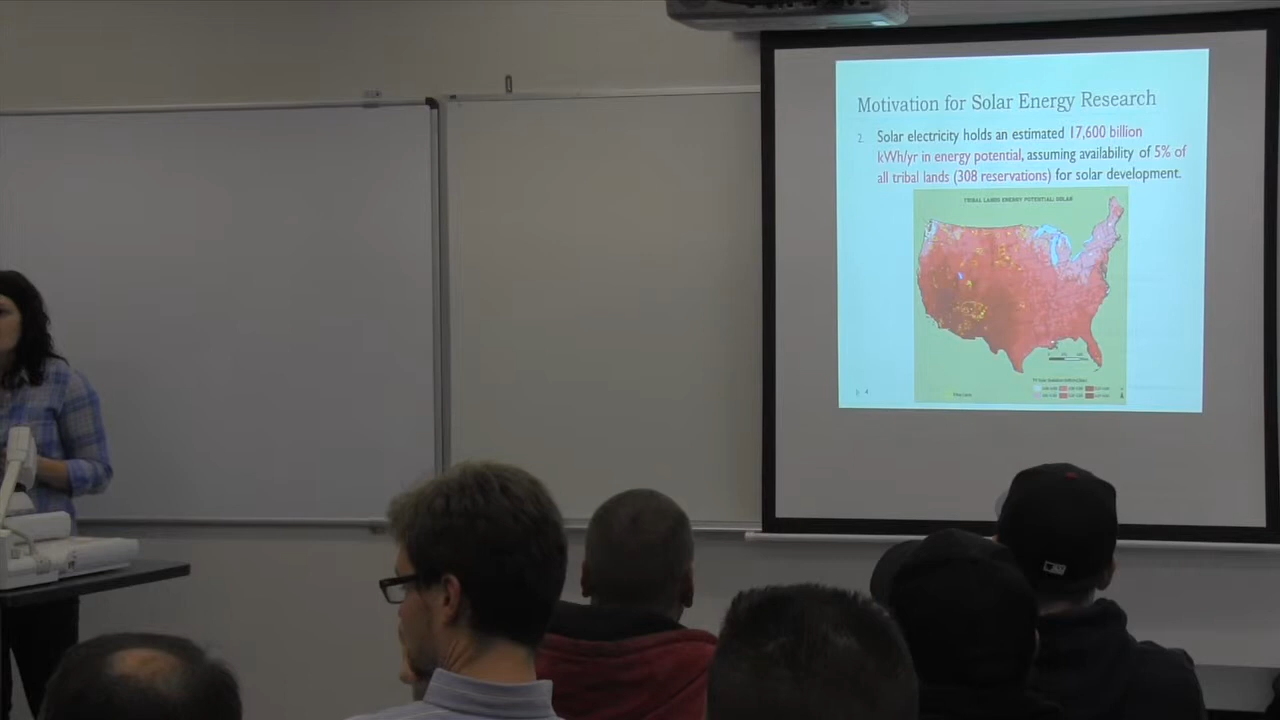 Motivation for Solar Energy Research
2. Solar electricity holds an estimated 17,600 billion
kWh/yr in energy potential, assuming availability of 5% of
all tribal lands (308 reservations) for solar development.
TRIBAL LANDS ENERGY POTENTIAL: SOLAR
4